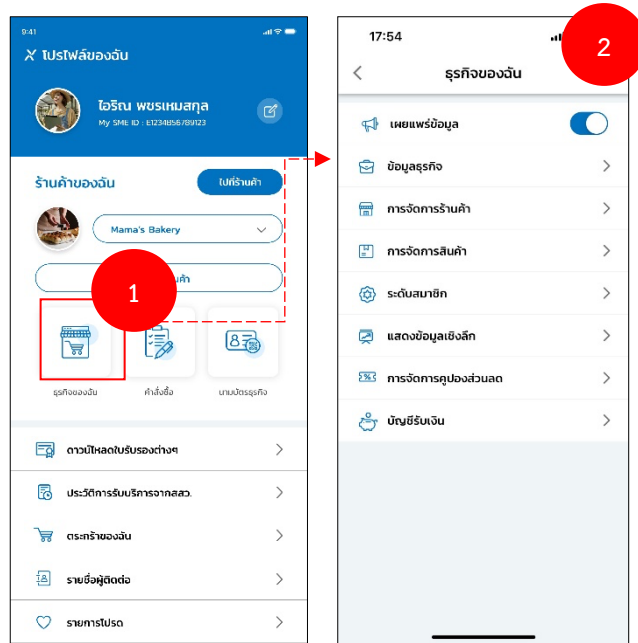 9:41
โปรไฟล์ของฉัน
ไอริณ พชรเหมสกุล
My SME ID : E1234856789123
ร้านค้าของฉัน
ไปที่ร้านค้า
Mama's Bakery
1
ธุรกิจของฉัน
คำสั่งซื้อ
นามบัตรธุรกิจ
ดาวน์โหลดใบรับรองต่างๆ
ประวัติการรับบริการจากสสว.
ตระกร้าของฉัน
รายชื่อผู้ติดต่อ
รายการโปรด
17:54
2
ธุรกิจของฉัน
เผยแพร่ข้อมูล
ข้อมูลธุรกิจ
การจัดการร้านค้า
การจัดการสินค้า
ระดับสมาชิก
แสดงข้อมูลเชิงลึก
การจัดการคูปองส่วนลด
บัญชีรับเงิน